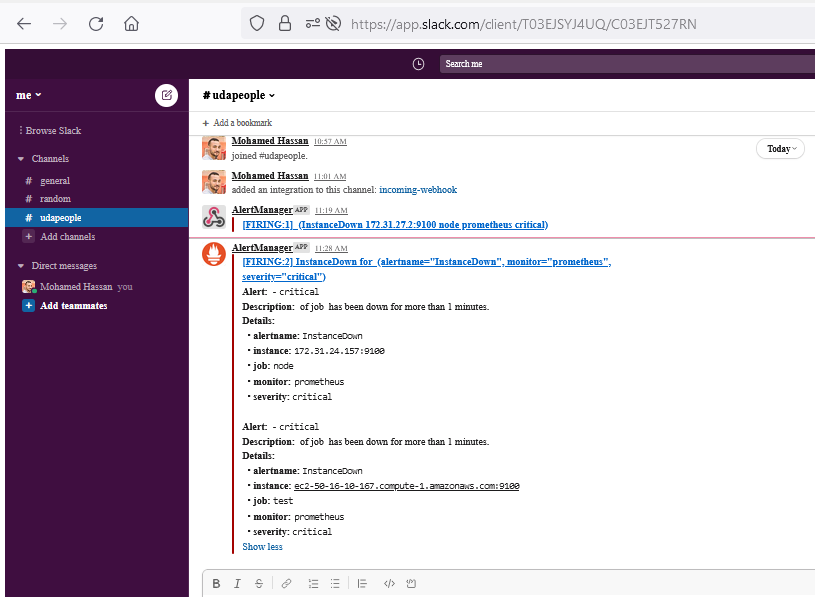 https://app.slack.com/client/T03EJSYJ4UQ/C03EJT527RN
Search me
me
Browse Slack
Channels
# general
# random
# udapeople
+ Add channels
Direct messages
Mohamed Hassan you
+ Add teammates
# udapeople
+ Add a bookmark
Today
Mohamed Hassan 10:57 AM
joined #udapeople.
Mohamed Hassan 11:01 AM
added an integration to this channel: incoming-webhook
AlertManager APP 11:19 AM
[FIRING:1] (InstanceDown 172.31.27.2:9100 node prometheus critical)
AlertManager APP 11:28 AM
[FIRING:2] InstanceDown for (alertname="InstanceDown", monitor="prometheus",
severity="critical")
Alert: - critical
Description: of job has been down for more than 1 minutes.
Details:
• alertname: InstanceDown
• instance: 172.31.24.157:9100
• job: node
• monitor: prometheus
• severity: critical
Alert: - critical
Description: of job has been down for more than 1 minutes.
Details:
• alertname: InstanceDown
• instance: ec2-50-16-10-167.compute-1.amazonaws.com:9100
• job: test
• monitor: prometheus
• severity: critical
Show less
B I S